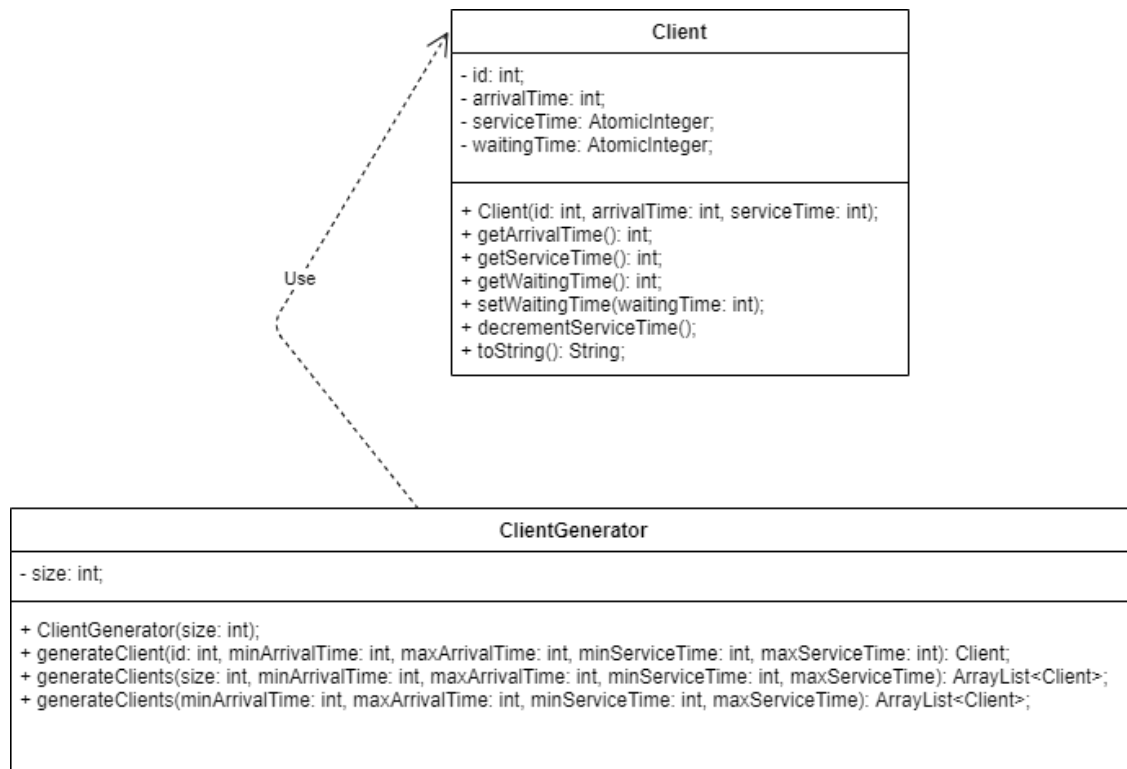 Client
- id: int;
- arrivalTime: int;
- serviceTime: AtomicInteger;
- waitingTime: AtomicInteger;
+ Client(id: int, arrivalTime: int, serviceTime: int);
+ getArrivalTime(): int;
+ getServiceTime(): int;
+ getWaitingTime(): int;
+ setWaitingTime(waitingTime: int);
+ decrementServiceTime();
+ toString(): String;
Use
ClientGenerator
- size: int;
+ ClientGenerator(size: int);
+ generateClient(id: int, minArrivalTime: int, maxArrivalTime: int, minServiceTime: int, maxServiceTime: int): Client;
+ generateClients(size: int, minArrivalTime: int, maxArrivalTime: int, minServiceTime: int, maxServiceTime): ArrayList<Client>;
+ generateClients(minArrivalTime: int, maxArrivalTime: int, minServiceTime: int, maxServiceTime): ArrayList<Client>;